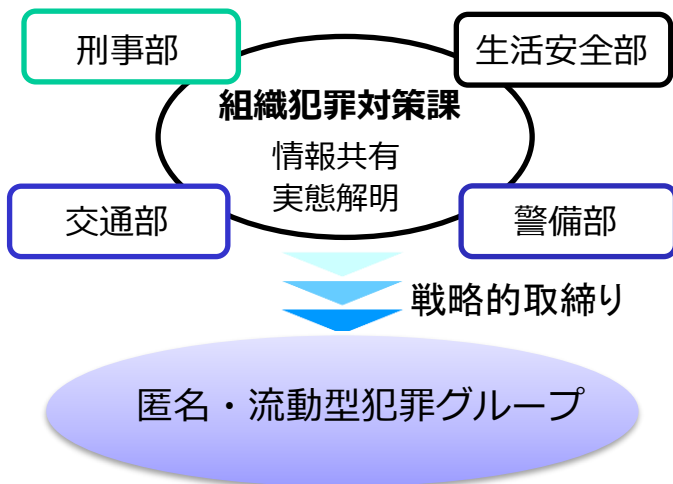 刑事部
生活安全部
組織犯罪対策課
情報共有
実態解明
交通部
警備部
戦略的取締り
匿名・流動型犯罪グループ